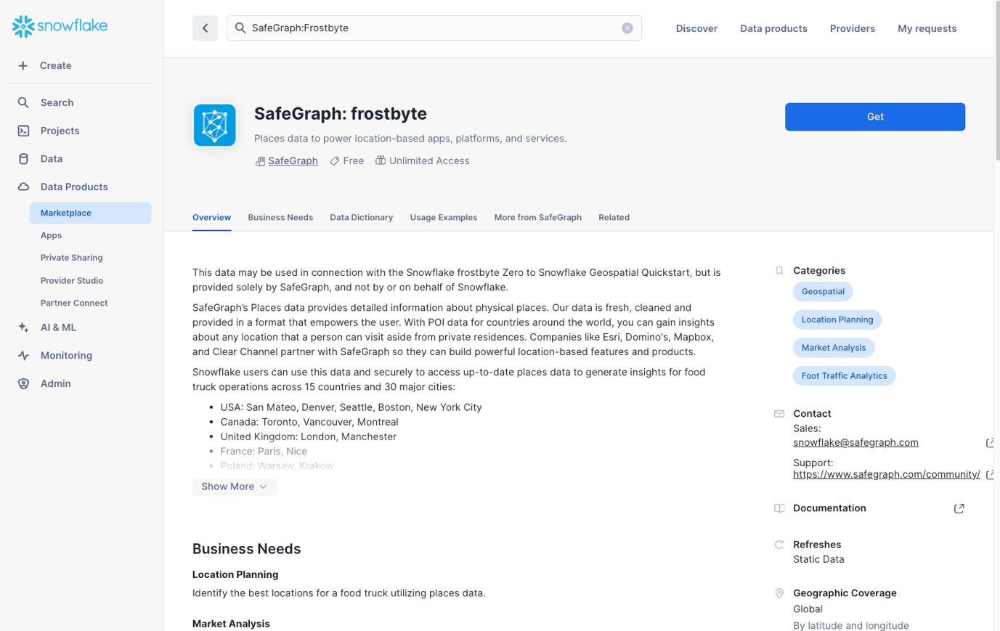 snowflake
SafeGraph:Frostbyte
Discover
Data products
Providers
My requests
Create
Search
Projects
Data
Data Products
Marketplace
Apps
Private Sharing
Provider Studio
Partner Connect
AI & ML
Monitoring
Admin
SafeGraph: frostbyte
Places data to power location-based apps, platforms, and services.
SafeGraph Free Unlimited Access
Get
Overview
Business Needs
Data Dictionary
Usage Examples
More from SafeGraph
Related
This data may be used in connection with the Snowflake frostbyte Zero to Snowflake Geospatial Quickstart, but is
provided solely by SafeGraph, and not by or on behalf of Snowflake.
SafeGraph’s Places data provides detailed information about physical places. Our data is fresh, cleaned and
provided in a format that empowers the user. With POI data for countries around the world, you can gain insights
about any location that a person can visit aside from private residences. Companies like Esri, Domino's, Mapbox,
and Clear Channel partner with SafeGraph so they can build powerful location-based features and products.
Snowflake users can use this data and securely to access up-to-date places data to generate insights for food
truck operations across 15 countries and 30 major cities:
• USA: San Mateo, Denver, Seattle, Boston, New York City
• Canada: Toronto, Vancouver, Montreal
• United Kingdom: London, Manchester
• France: Paris, Nice
• Poland: Warsaw, Krakow
Show More
Business Needs
Location Planning
Identify the best locations for a food truck utilizing places data.
Market Analysis
Categories
Geospatial
Location Planning
Market Analysis
Foot Traffic Analytics
Contact
Sales:
snowflake@safegraph.com
Support:
https://www.safegraph.com/community/
Documentation
Refreshes
Static Data
Geographic Coverage
Global
By latitude and longitude